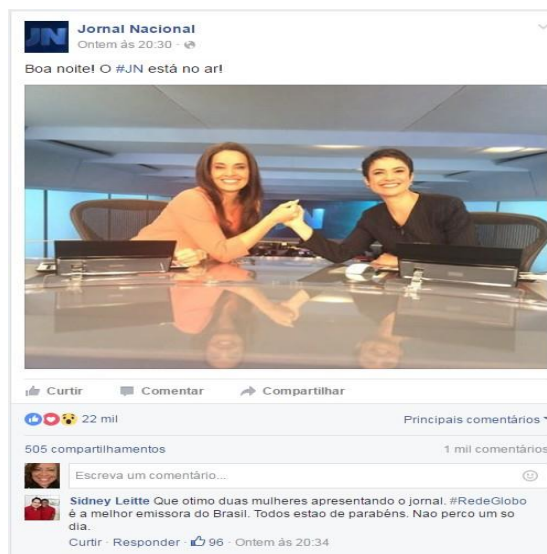 JN
Jornal Nacional
Ontem às 20:30 ·
Boa noite! O #JN está no ar!
JN
Curtir Comentar Compartilhar
22 mil Principais comentários
505 compartilhamentos 1 mil comentários
Escreva um comentário...
Sidney Leitte Que otimo duas mulheres apresentando o jornal. #RedeGlobo
é a melhor emissora do Brasil. Todos estao de parabéns. Nao perco um so
dia.
Curtir · Responder · 96 · Ontem às 20:34